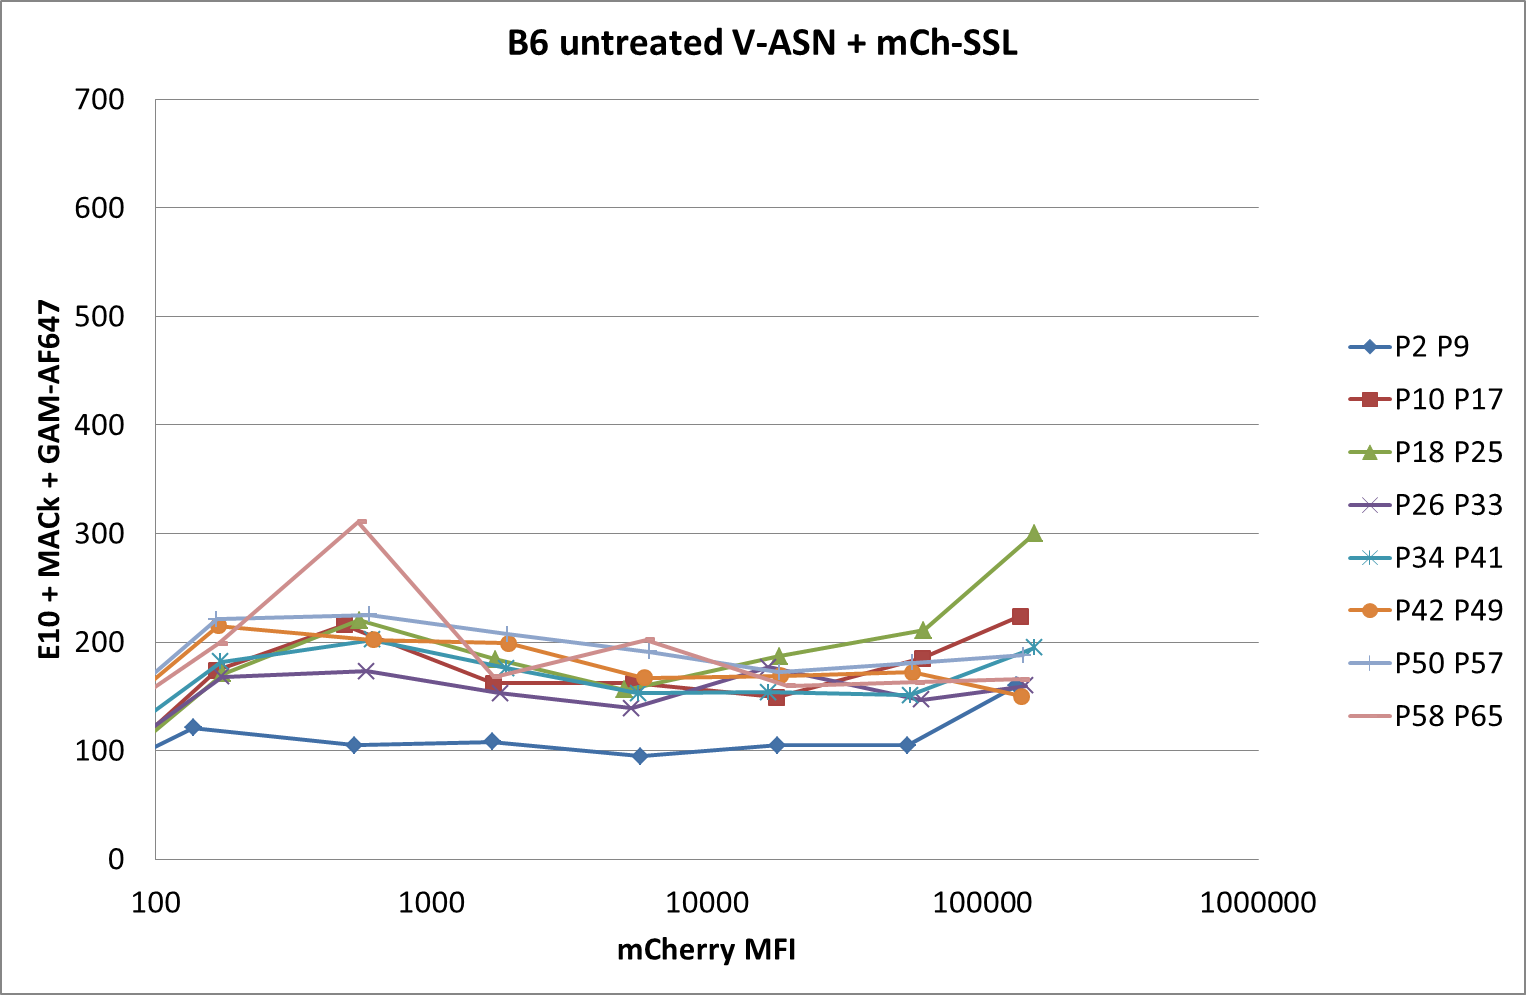 B6 untreated V-ASN + mCh-SSL
E10 + MACk + GAM-AF647
700
600
500
400
300
200
100
0
100 1000 10000 100000 1000000
mCherry MFI
P2 P9
P10 P17
P18 P25
P26 P33
P34 P41
P42 P49
P50 P57
P58 P65